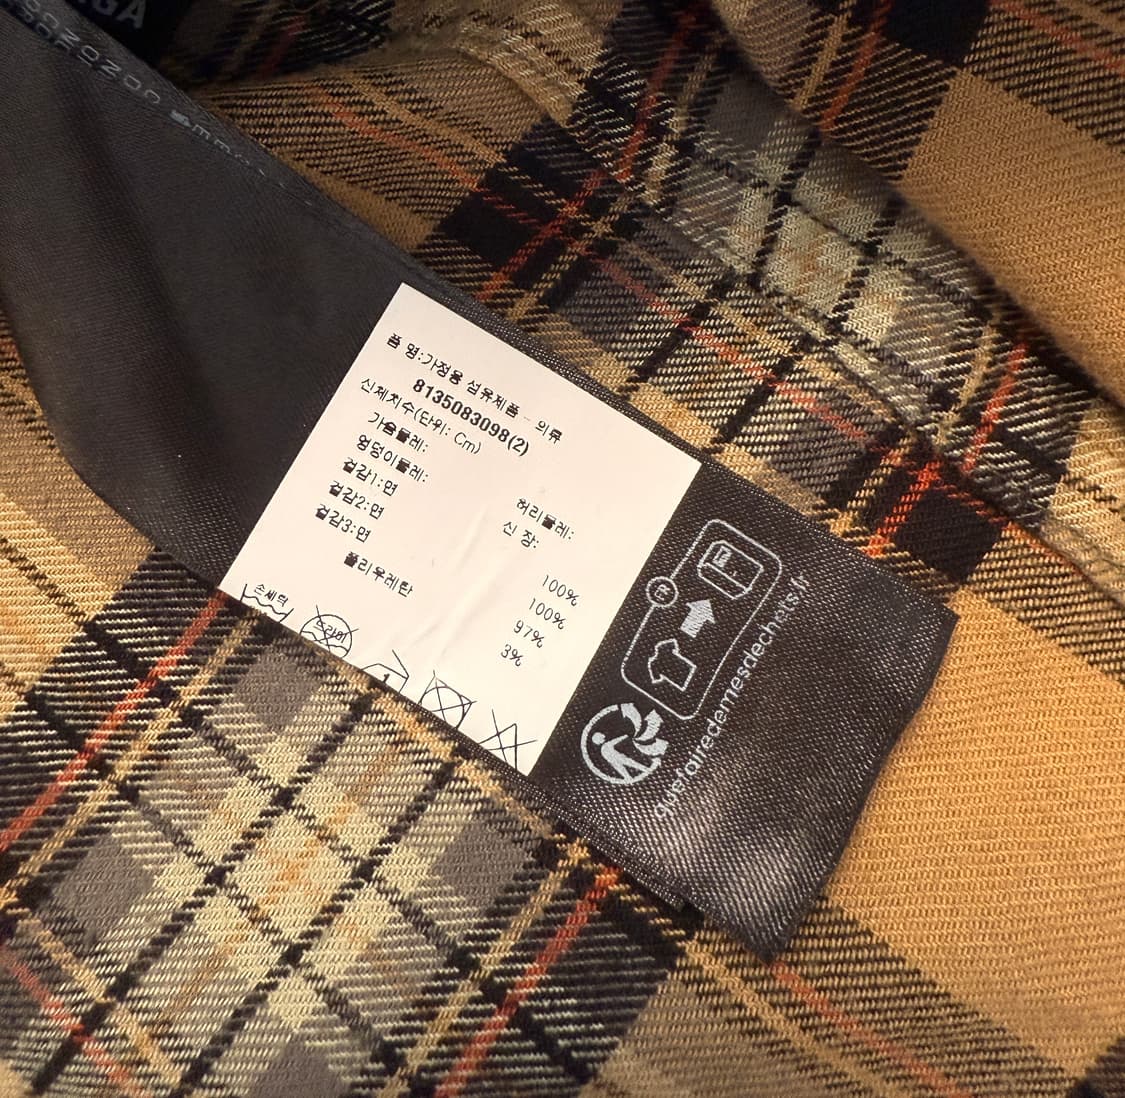 GA
품 명:가정용 섬유제품 - 의류
8135083098(2)
신체치수(단위: Cm)
가슴둘레:
허리둘레:
엉덩이둘레:
신 장:
겉감1:면 100%
겉감2:면 100%
겉감3:면 97%
폴리우레탄 3%
손세탁
드라이
1
FR
quefairedemesdechets.fr